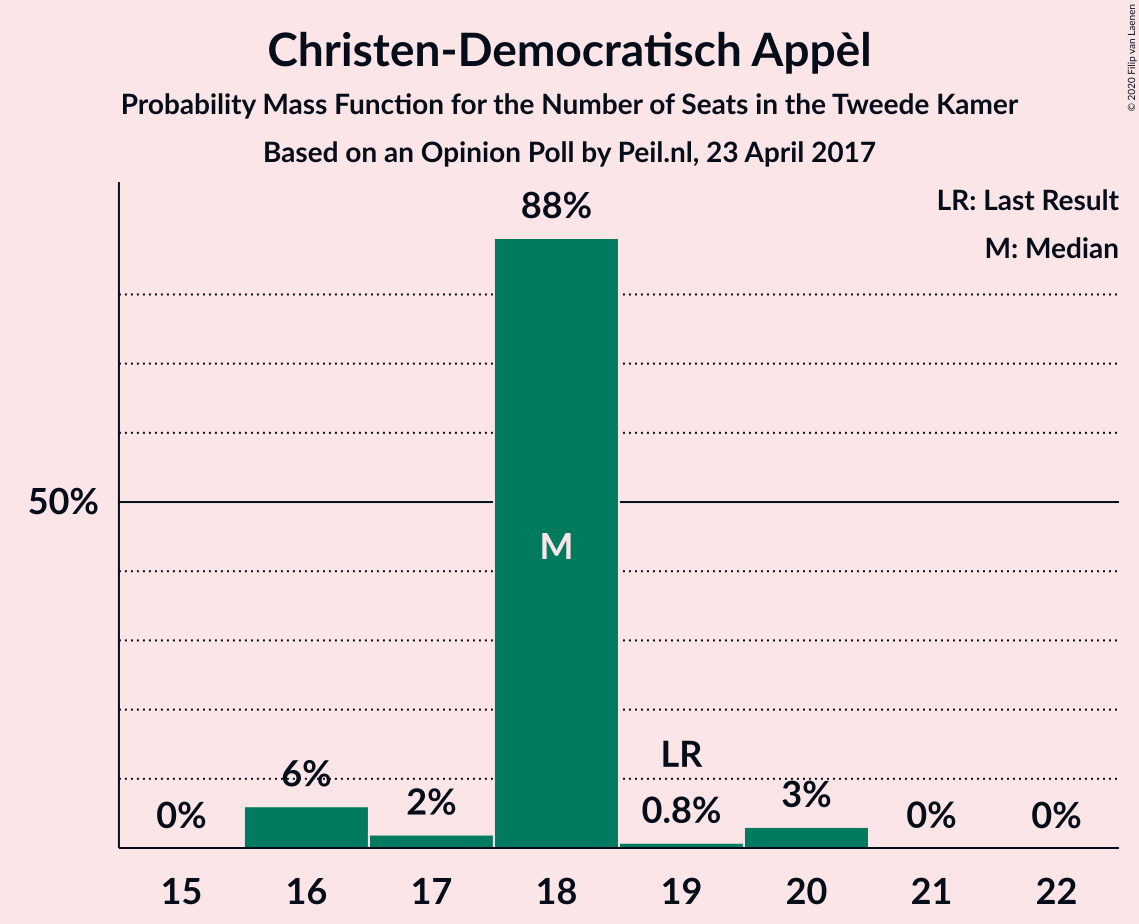 Christen-Democratisch Appèl
Probability Mass Function for the Number of Seats in the Tweede Kamer
Based on an Opinion Poll by Peil.nl, 23 April 2017
© 2020 Filip van Laenen
LR: Last Result
M: Median
88%
50%
M
LR
6%
2%
0%
0.8%
3%
0%
0%
15 16 17 18 19 20 21 22